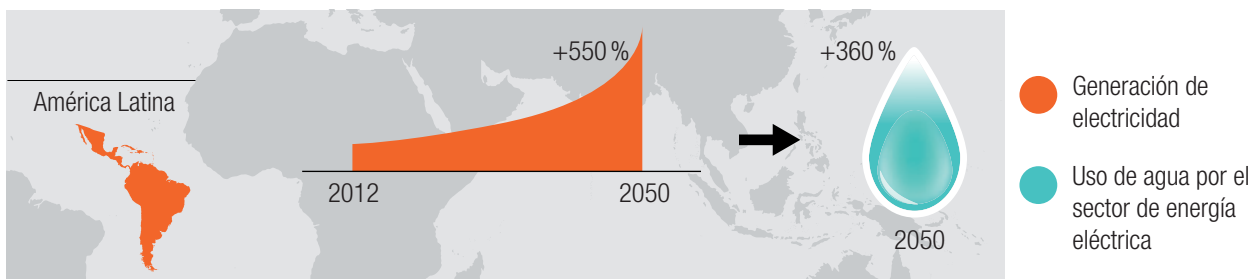 América Latina
+550 %
2012
2050
+360 %
2050
Generación de
electricidad
Uso de agua por el
sector de energía
eléctrica